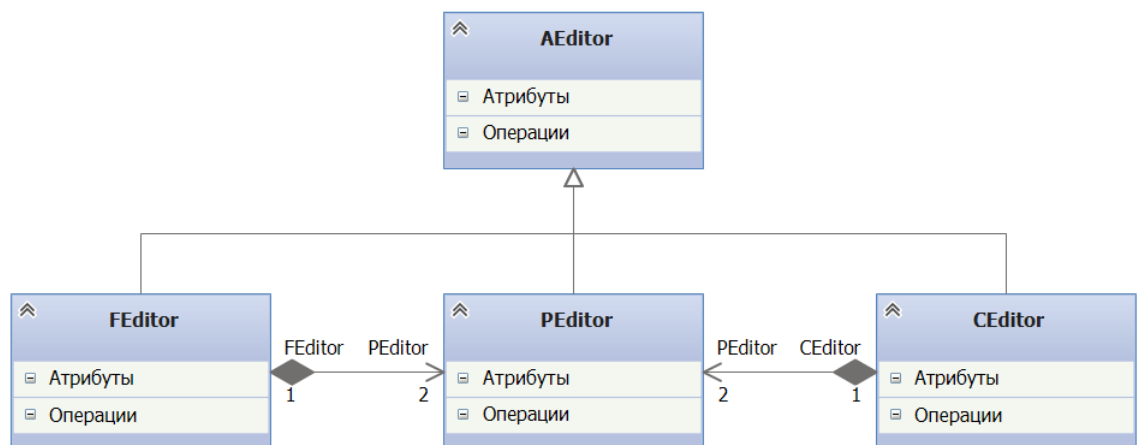 AEditor
Атрибуты
Операции
FEditor
Атрибуты
Операции
FEditor PEditor
1 2
PEditor
Атрибуты
Операции
PEditor CEditor
2 1
CEditor
Атрибуты
Операции